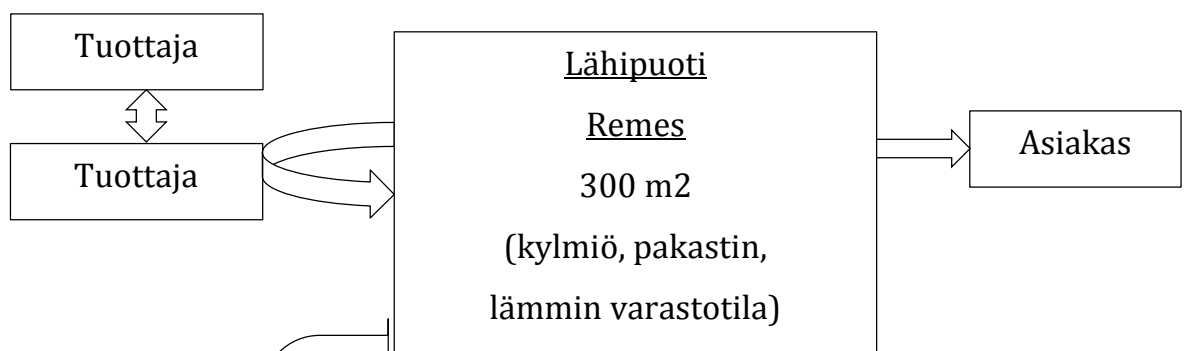 Tuottaja
Tuottaja
Lähipuoti
Remes
300 m2
(kylmiö, pakastin,
lämmin varastotila)
Asiakas